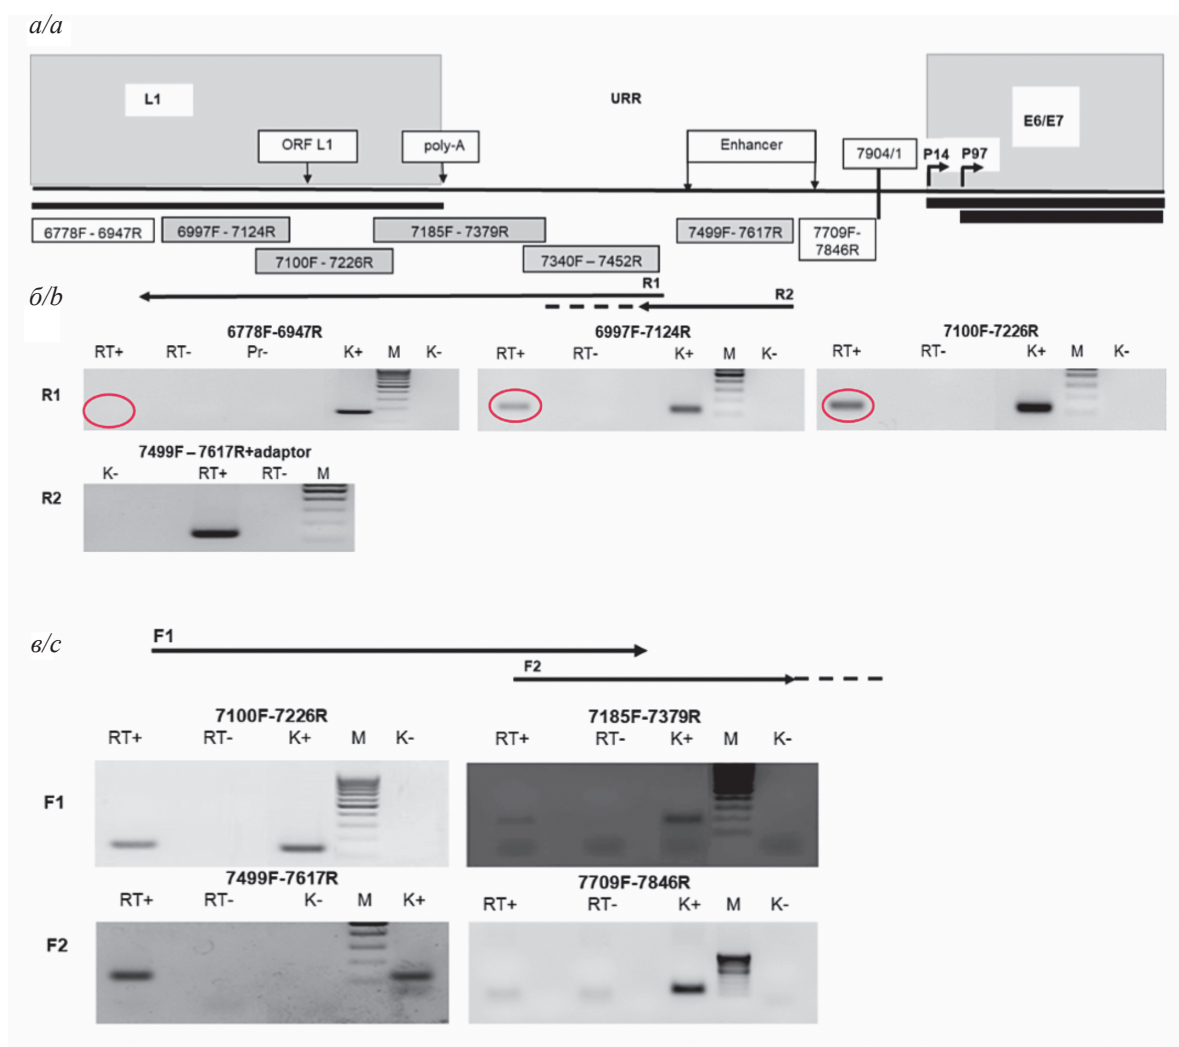 а/a
L1
URR
E6/E7
ORF L1
poly-A
Enhancer
7904/1
P14
P97
6778F - 6947R
6997F - 7124R
7100F - 7226R
7185F - 7379R
7340F – 7452R
7499F- 7617R
7709F-
7846R
б/b
R1
R2
6778F-6947R
6997F-7124R
7100F-7226R
RT+ RT- Pr- K+ M K-
RT+ RT- K+ M K-
RT+ RT- K+ M K-
R1
7499F – 7617R+adaptor
K- RT+ RT- M
R2
в/c
F1
F2
7100F-7226R
7185F-7379R
RT+ RT- K+ M K-
RT+ RT- K+ M K-
F1
7499F-7617R
7709F-7846R
RT+ RT- K- M K+
RT+ RT- K+ M K-
F2